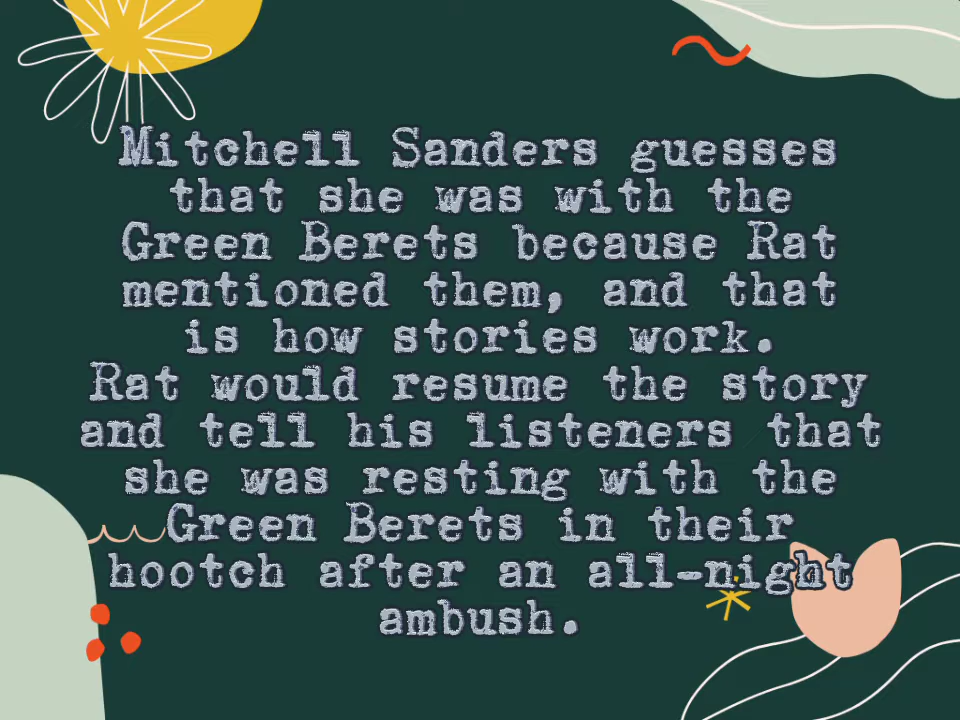 Mitchell Sanders guesses
that she was with the
Green Berets because Rat
mentioned them, and that
is how stories work.
Rat would resume the story
and tell his listeners that
she was resting with the
Green Berets in their
hootch after an all-night
ambush.